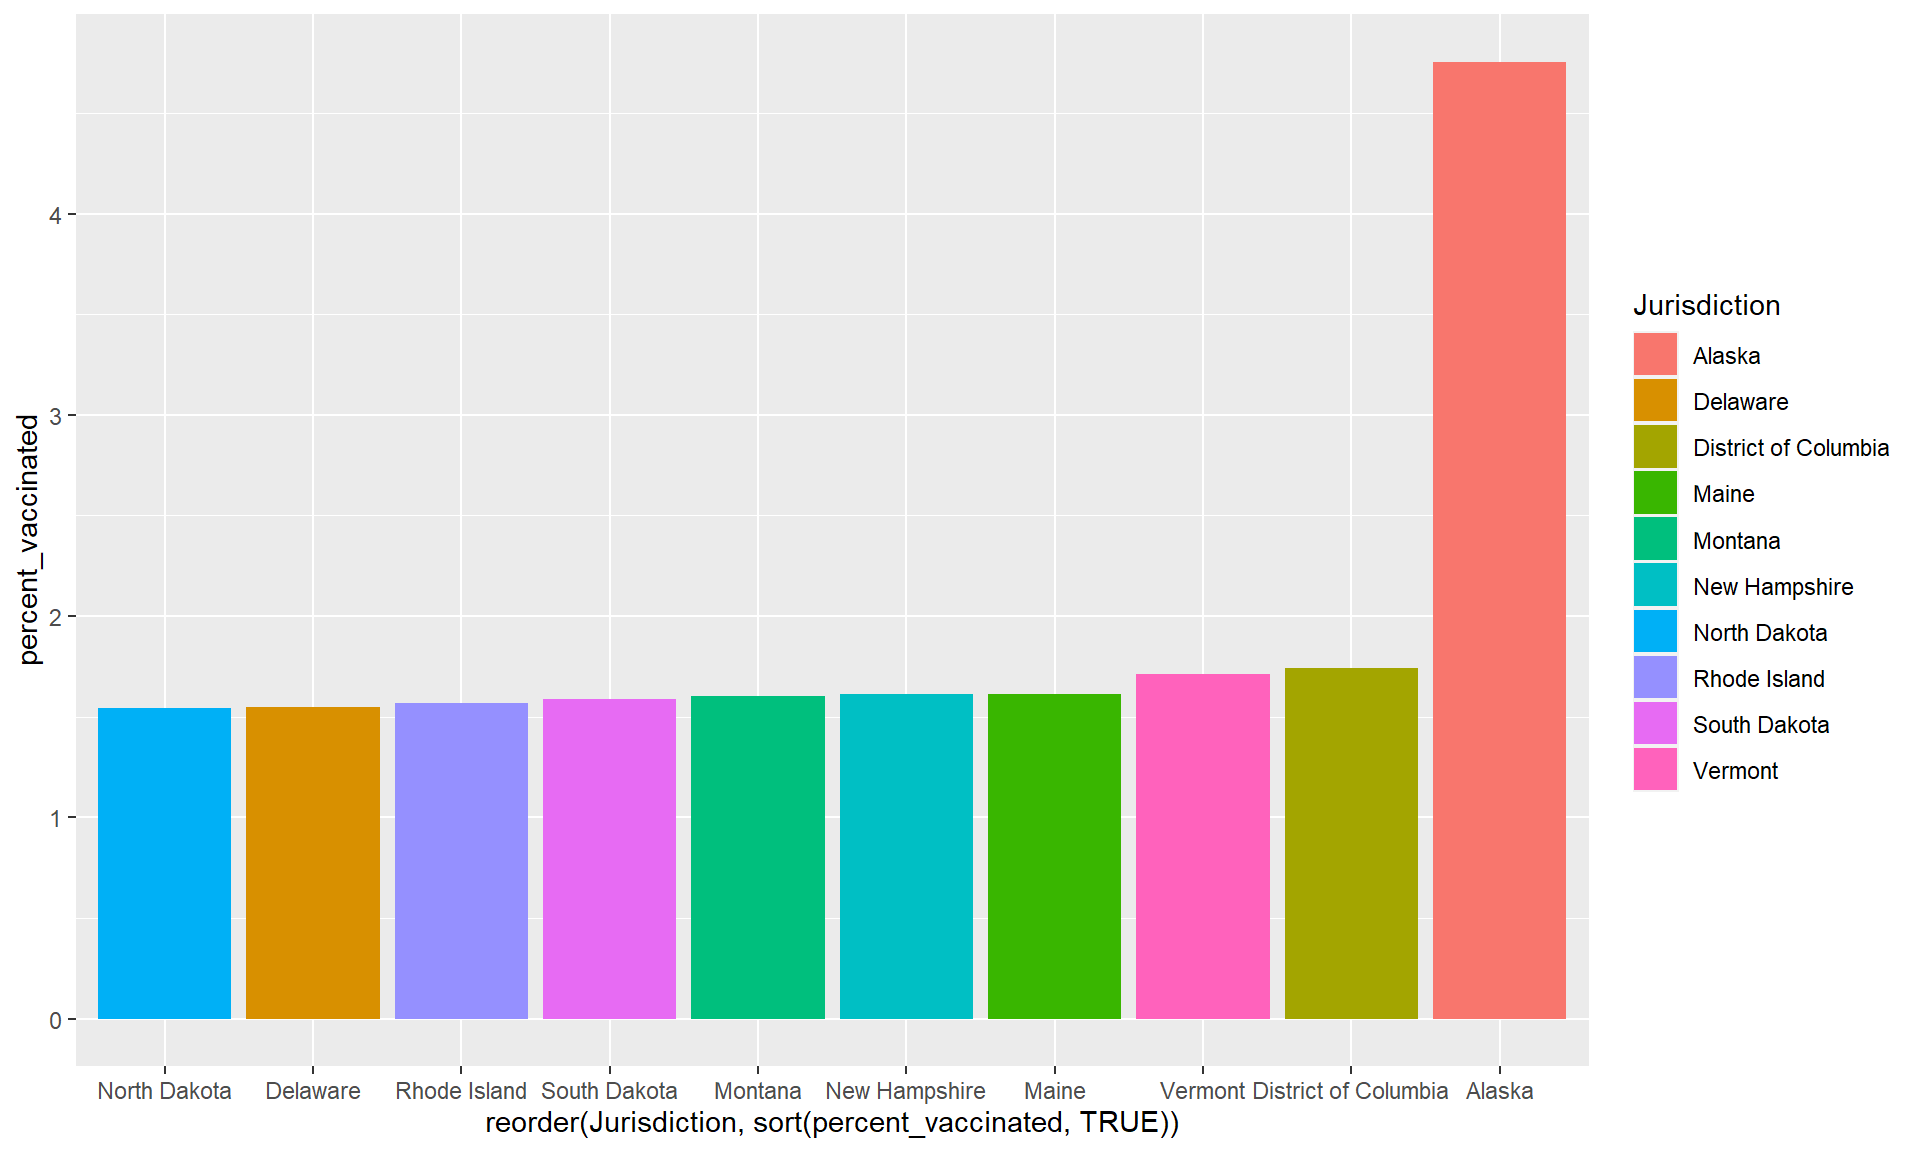 percent_vaccinated
4
3
2
1
0
North Dakota Delaware Rhode Island South Dakota Montana New Hampshire Maine Vermont District of Columbia Alaska
reorder(Jurisdiction, sort(percent_vaccinated, TRUE))
Jurisdiction
Alaska
Delaware
District of Columbia
Maine
Montana
New Hampshire
North Dakota
Rhode Island
South Dakota
Vermont